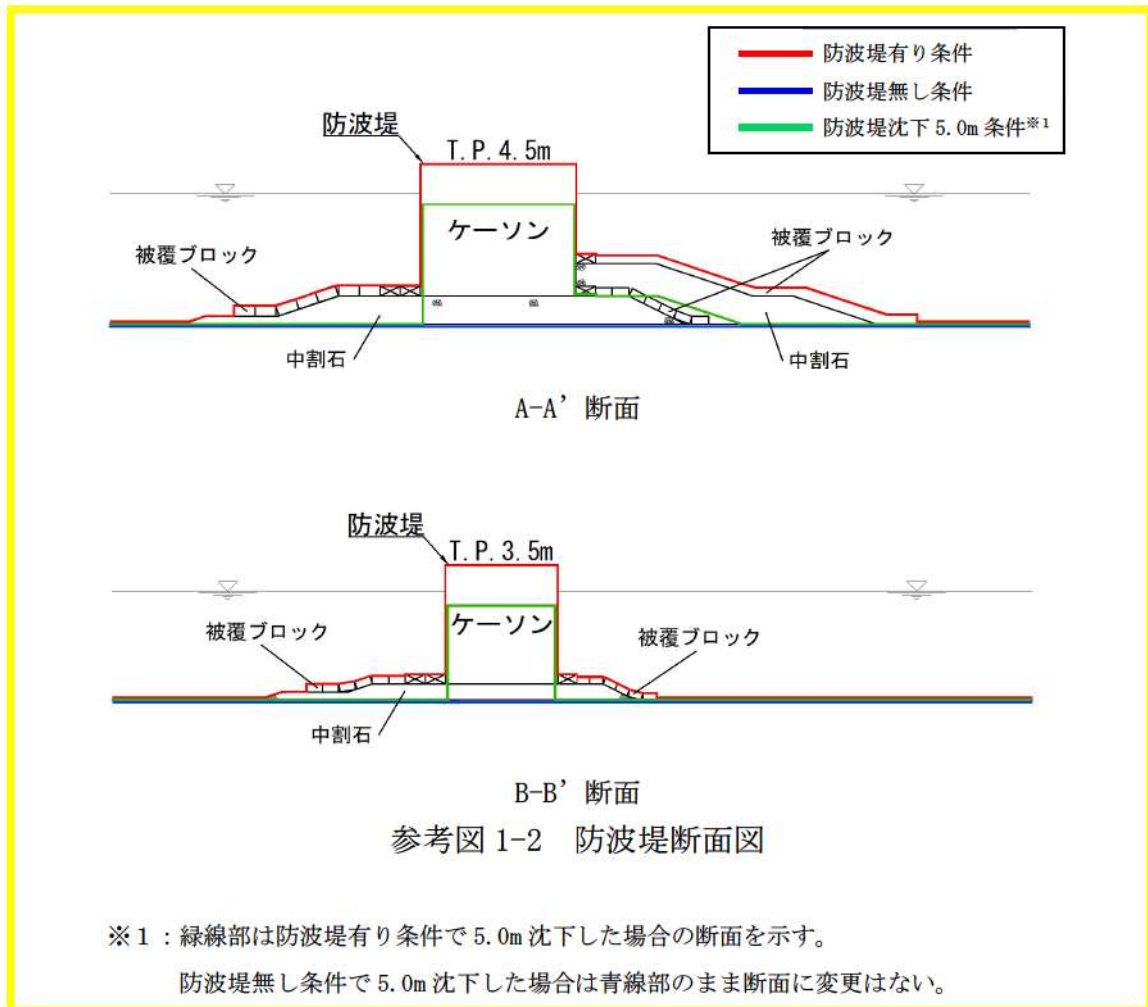 防波堤有り条件
防波堤無し条件
防波堤沈下 5.0m 条件※1
防波堤
T.P.4.5m
ケーソン
被覆ブロック
被覆ブロック
中割石
中割石
A-A’ 断面
防波堤
T.P.3.5m
ケーソン
被覆ブロック
被覆ブロック
中割石
B-B’ 断面
参考図 1-2 防波堤断面図
※1：緑線部は防波堤有り条件で 5.0m 沈下した場合の断面を示す。
防波堤無し条件で 5.0m 沈下した場合は青線部のまま断面に変更はない。